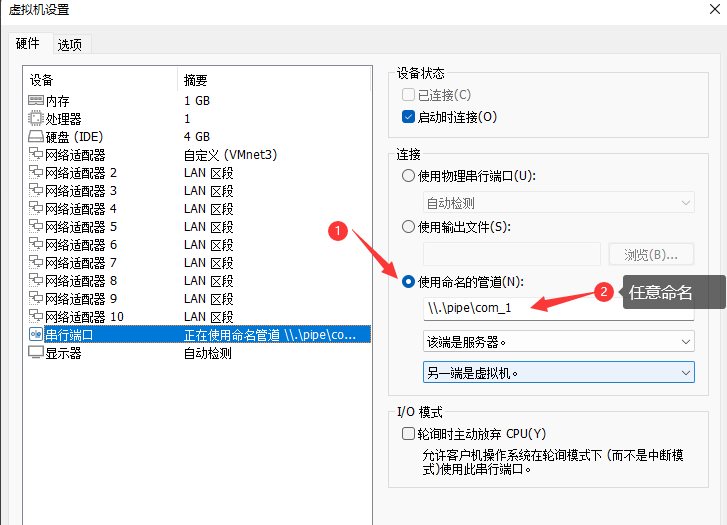 虚拟机设置
硬件 选项
设备 摘要
内存 1 GB
处理器 1
硬盘 (IDE) 4 GB
网络适配器 自定义 (VMnet3)
网络适配器 2 LAN 区段
网络适配器 3 LAN 区段
网络适配器 4 LAN 区段
网络适配器 5 LAN 区段
网络适配器 6 LAN 区段
网络适配器 7 LAN 区段
网络适配器 8 LAN 区段
网络适配器 9 LAN 区段
网络适配器 10 LAN 区段
串行端口 正在使用命名管道 \\.\pipe\co...
显示器 自动检测
设备状态
已连接(C)
启动时连接(O)
连接
使用物理串行端口(U):
自动检测
使用输出文件(S):
浏览(B)...
1
使用命名的管道(N):
\\.\pipe\com_1
2 任意命名
该端是服务器。
另一端是虚拟机。
I/O 模式
轮询时主动放弃 CPU(Y)
允许客户机操作系统在轮询模式下 (而不是中断模
式)使用此串行端口。